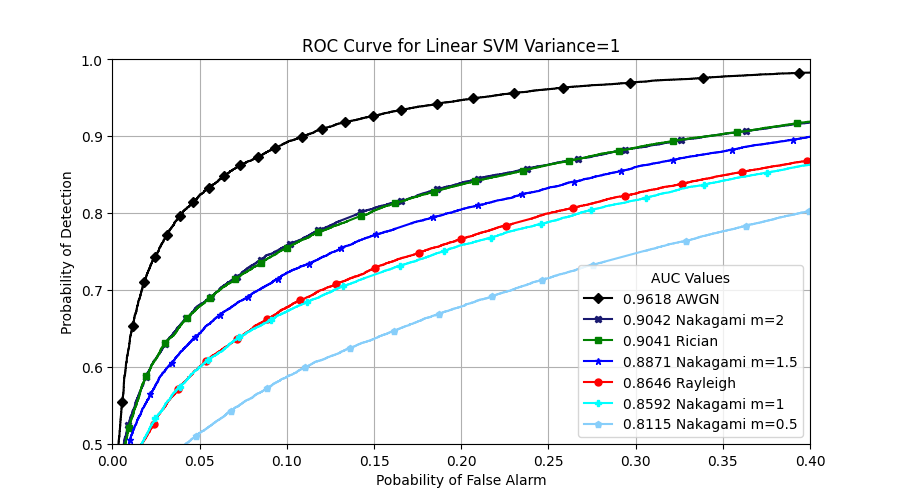 ROC Curve for Linear SVM Variance=1
1.0
0.9
0.8
0.7
0.6
0.5
Probability of Detection
AUC Values
0.9618 AWGN
0.9042 Nakagami m=2
0.9041 Rician
0.8871 Nakagami m=1.5
0.8646 Rayleigh
0.8592 Nakagami m=1
0.8115 Nakagami m=0.5
0.00 0.05 0.10 0.15 0.20 0.25 0.30 0.35 0.40
Pobability of False Alarm